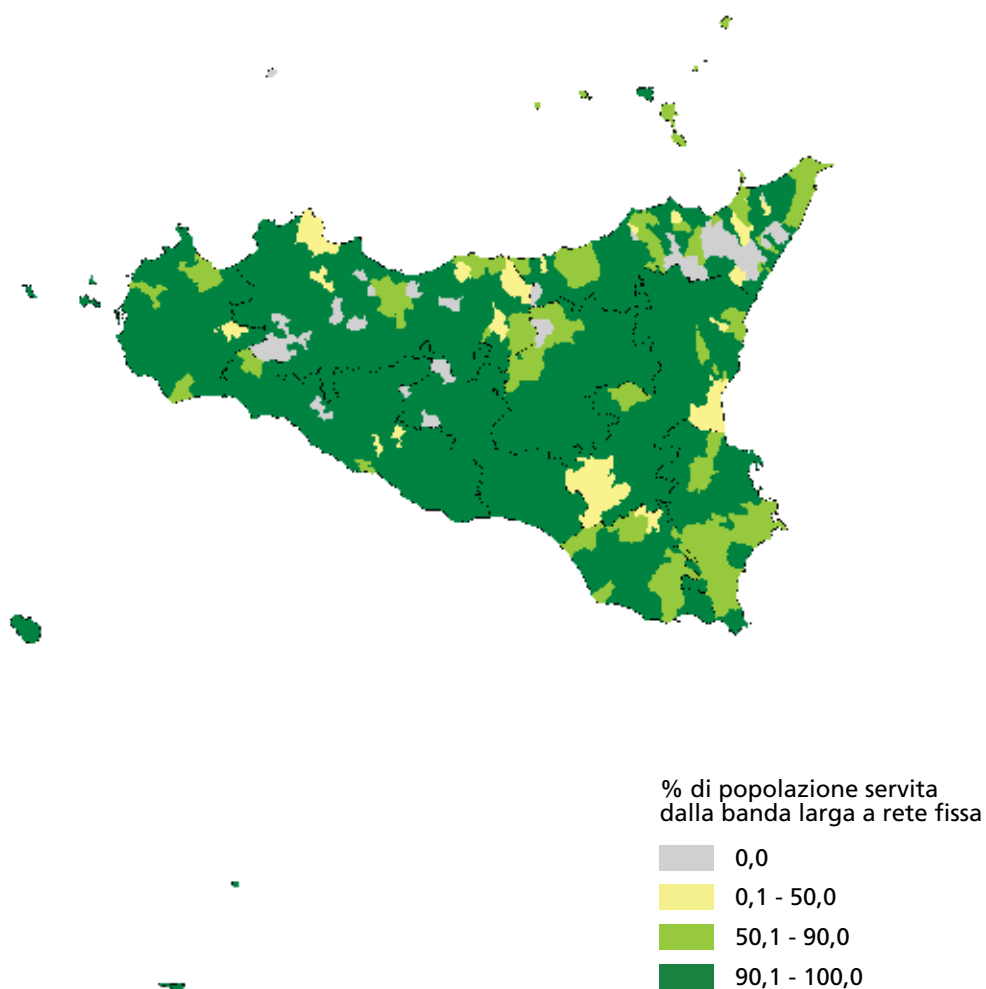 % di popolazione servita
dalla banda larga a rete fissa
0,0
0,1 - 50,0
50,1 - 90,0
90,1 - 100,0